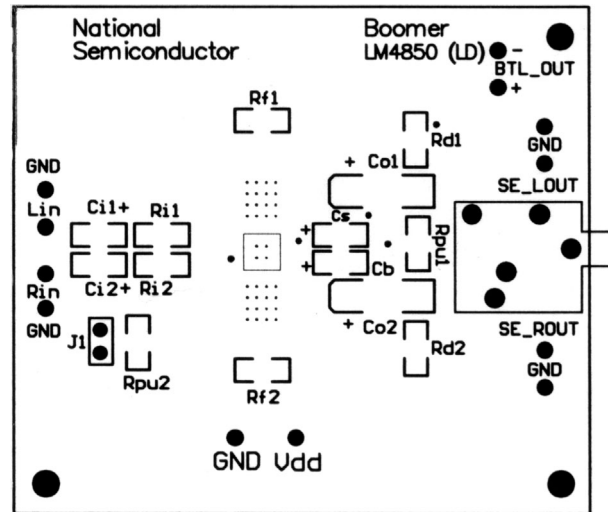 National
Semiconductor
Boomer
LM4850 (LD)
-
BTL_OUT
+
Rf1
Rd1
GND
+ Co1
GND
SE_LOUT
Lin
Ci1+
Ri1
Cs
+
Rpu1
+
Cb
Rin
Ci2+
Ri2
GND
+ Co2
SE_ROUT
J1
Rd2
GND
Rpu2
Rf2
GND Vdd